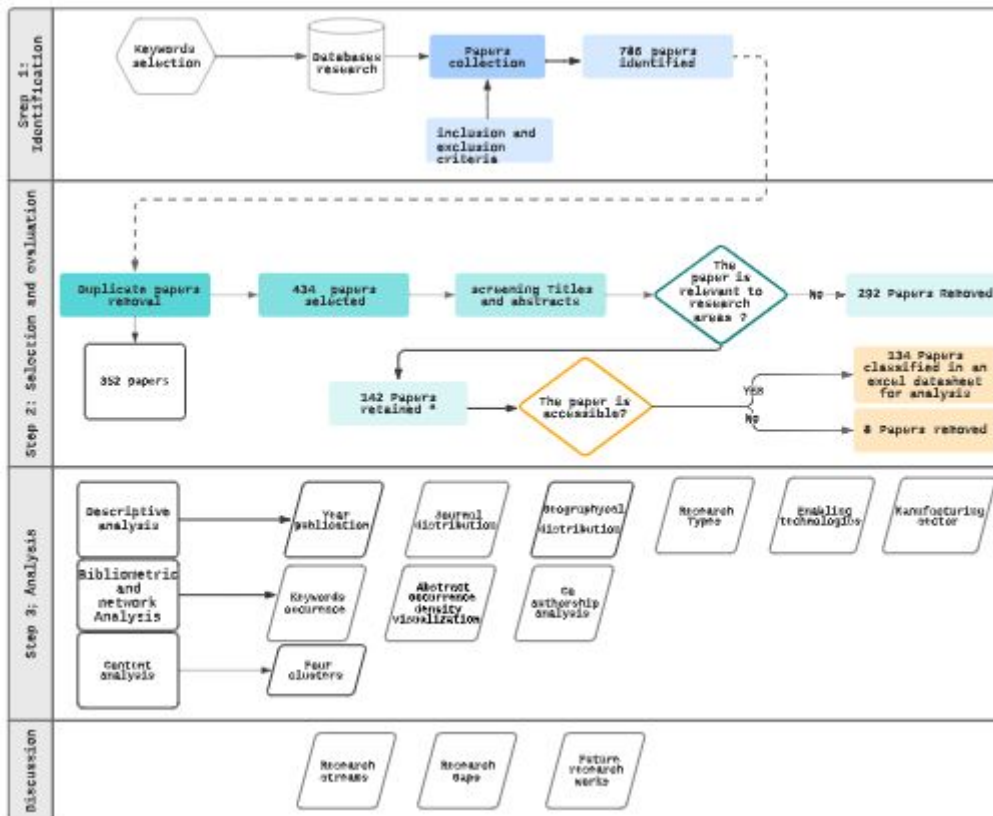 Step 1:
Identification
Keywords
selection
Databases
research
Papers
collection
786 papers
identified
inclusion and
exclusion
criteria
Step 2: Selection and evaluation
Duplicate papers
removal
434 papers
selected
screening Titles
and abstracts
The
paper is
relevant to
research
areas ?
No
292 Papers Removed
352 papers
142 Papers
retained *
The paper is
accessible?
Yes
No
134 Papers
classified in an
excel datasheet
for analysis
8 Papers removed
Step 3: Analysis
Descriptive
analysis
Year
publication
Journal
distribution
Geographycal
distribution
Research
Types
Enabling
technologies
Manufacturing
sector
Bibliometric
and
network
Analysis
Keywords
occurence
Abstract
occurrence
density
visualization
Co
authorship
analysis
Content
analysis
Four
clusters
Discussion
Research
streams
Research
Gaps
Future
research
works